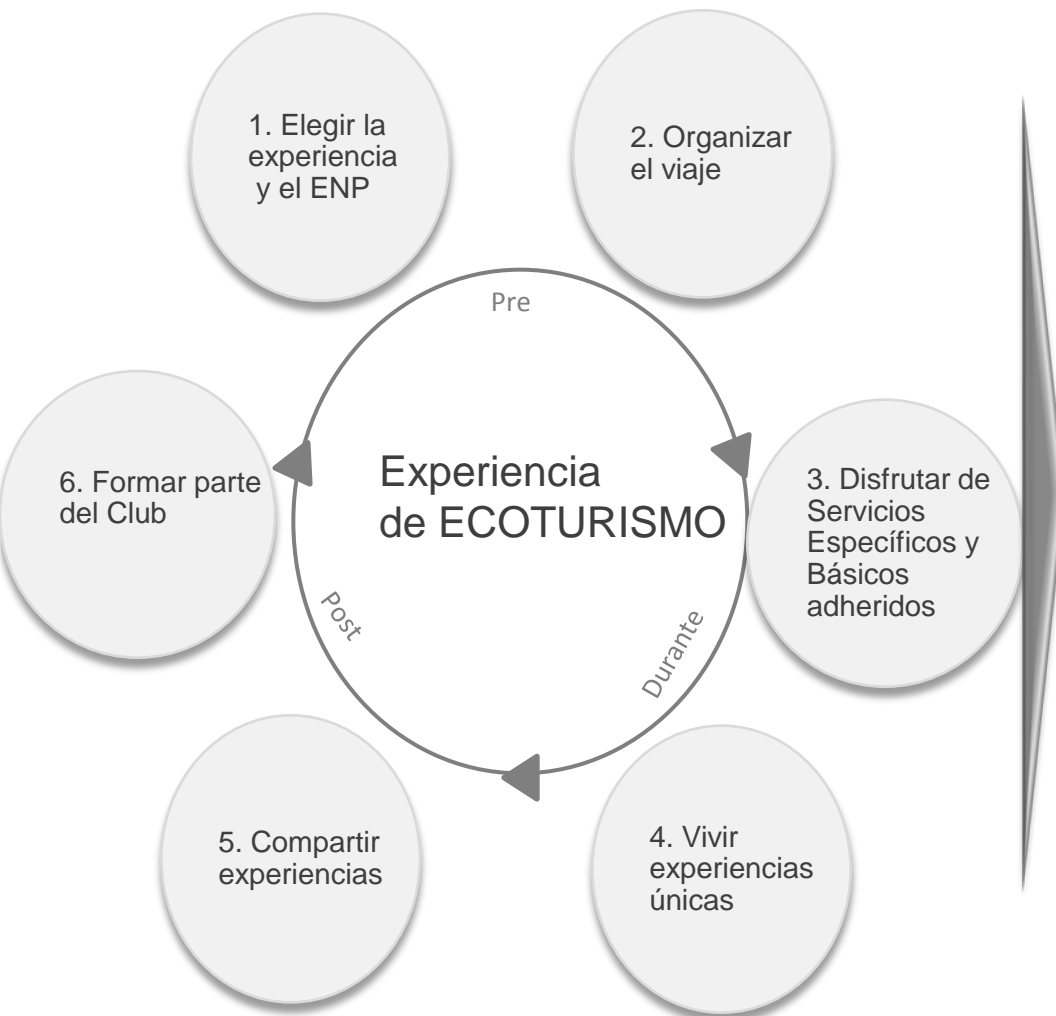 1. Elegir la
experiencia
y el ENP
2. Organizar
el viaje
Pre
Experiencia
de ECOTURISMO
3. Disfrutar de
Servicios
Específicos y
Básicos
adheridos
Durante
4. Vivir
experiencias
únicas
5. Compartir
experiencias
Post
6. Formar parte
del Club